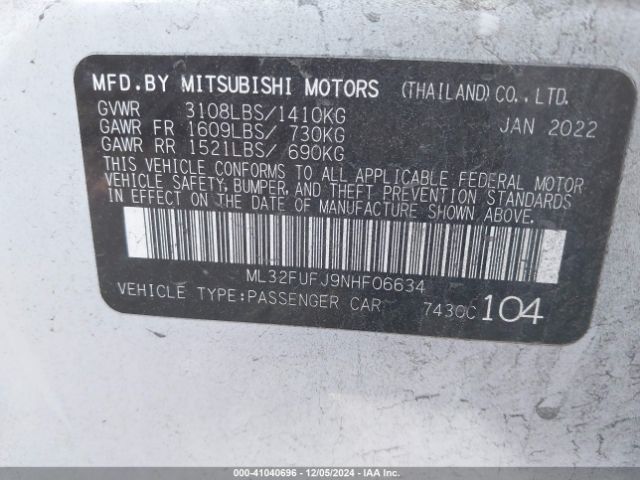 MFD.BY MITSUBISHI MOTORS (THAILAND) CO., LTD.
GVWR 3108LBS/1410KG JAN 2022
GAWR FR 1609LBS/ 730KG
GAWR RR 1521LBS/ 690KG
THIS VEHICLE CONFORMS TO ALL APPLICABLE FEDERAL MOTOR
VEHICLE SAFETY, BUMPER, AND THEFT PREVENTION STANDARDS
IN EFFECT ON THE DATE OF MANUFACTURE SHOWN ABOVE.
ML32FUFJ9NHF06634
VEHICLE TYPE:PASSENGER CAR 7430C 104
000-41040696 - 12/05/2024 - IAA Inc.